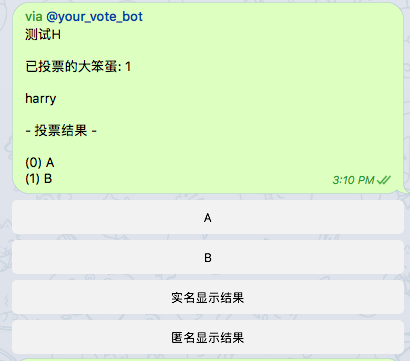 via @your_vote_bot
测试H
已投票的大笨蛋: 1
harry
- 投票结果 -
(0) A
(1) B
3:10 PM
A
B
实名显示结果
匿名显示结果